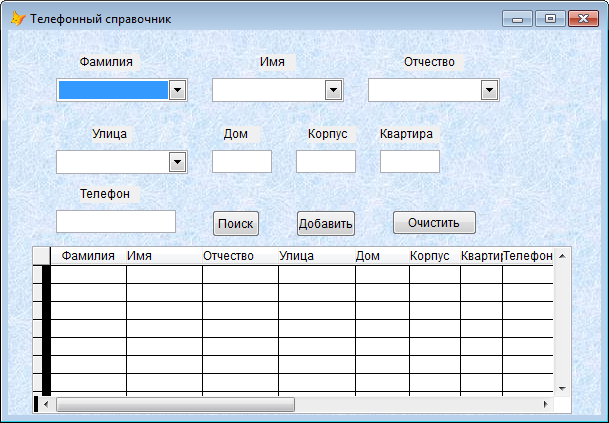 Телефонный справочник
Фамилия Имя Отчество
Улица Дом Корпус Квартира
Телефон
Поиск Добавить Очистить
Фамилия Имя Отчество Улица Дом Корпус Квартир Телефон